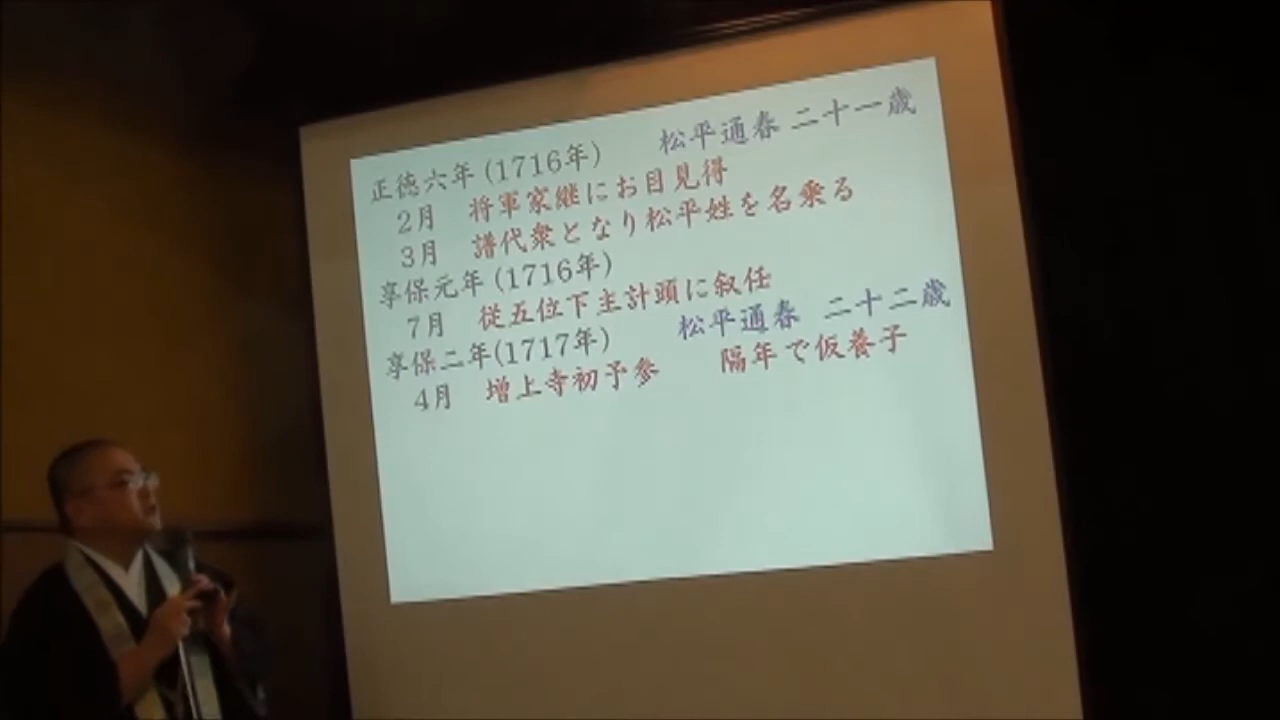 正徳六年(1716年) 松平通春 二十一歳
2月 将軍家継にお目見得
3月 譜代衆となり松平姓を名乗る
享保元年(1716年)
7月 従五位下主計頭に叙任
享保二年(1717年) 松平通春 二十二歳
4月 増上寺初予参 隔年で仮養子